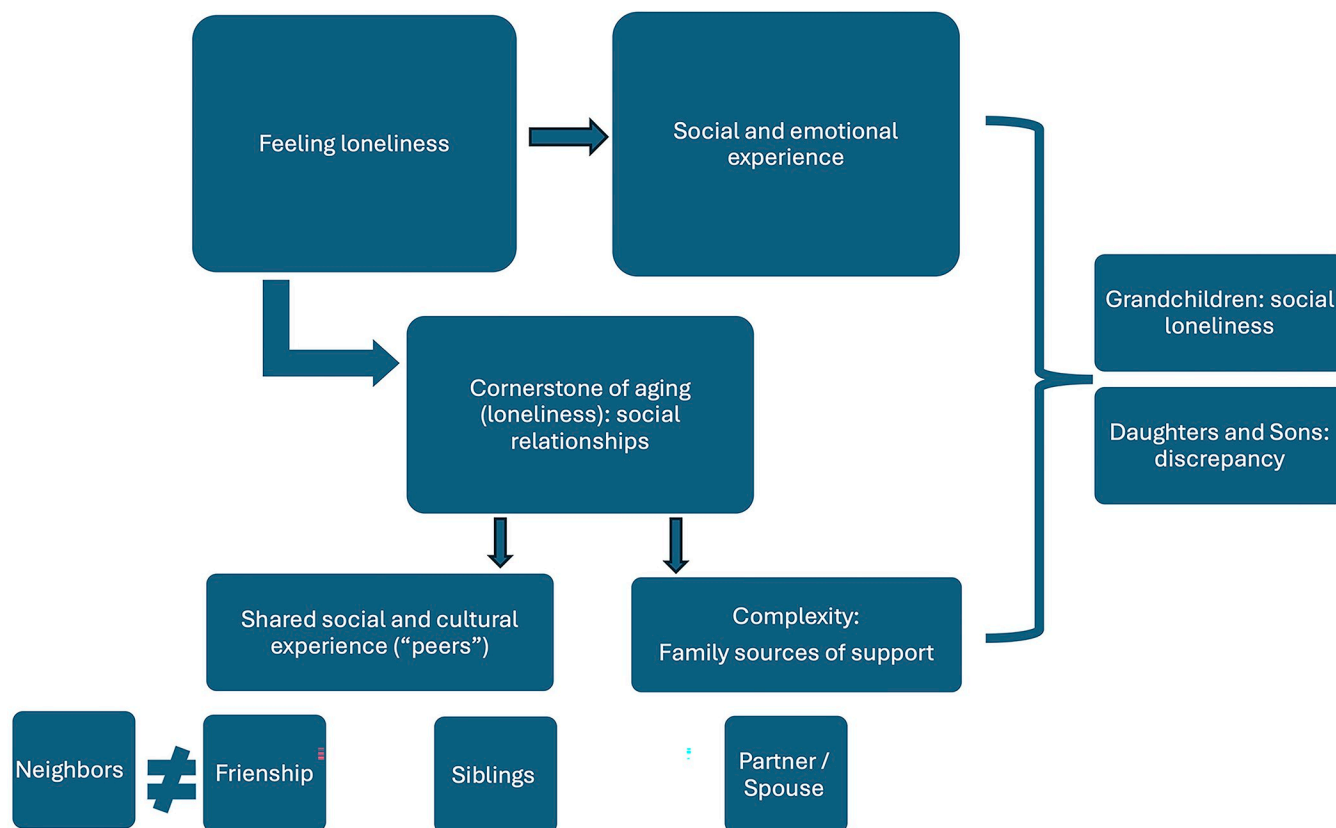 Feeling loneliness
Social and emotional
experience
Grandchildren: social
loneliness
Daughters and Sons:
discrepancy
Cornerstone of aging
(loneliness): social
relationships
Shared social and cultural
experience (“peers”)
Complexity:
Family sources of support
Neighbors
≠
Frienship
Siblings
Partner /
Spouse